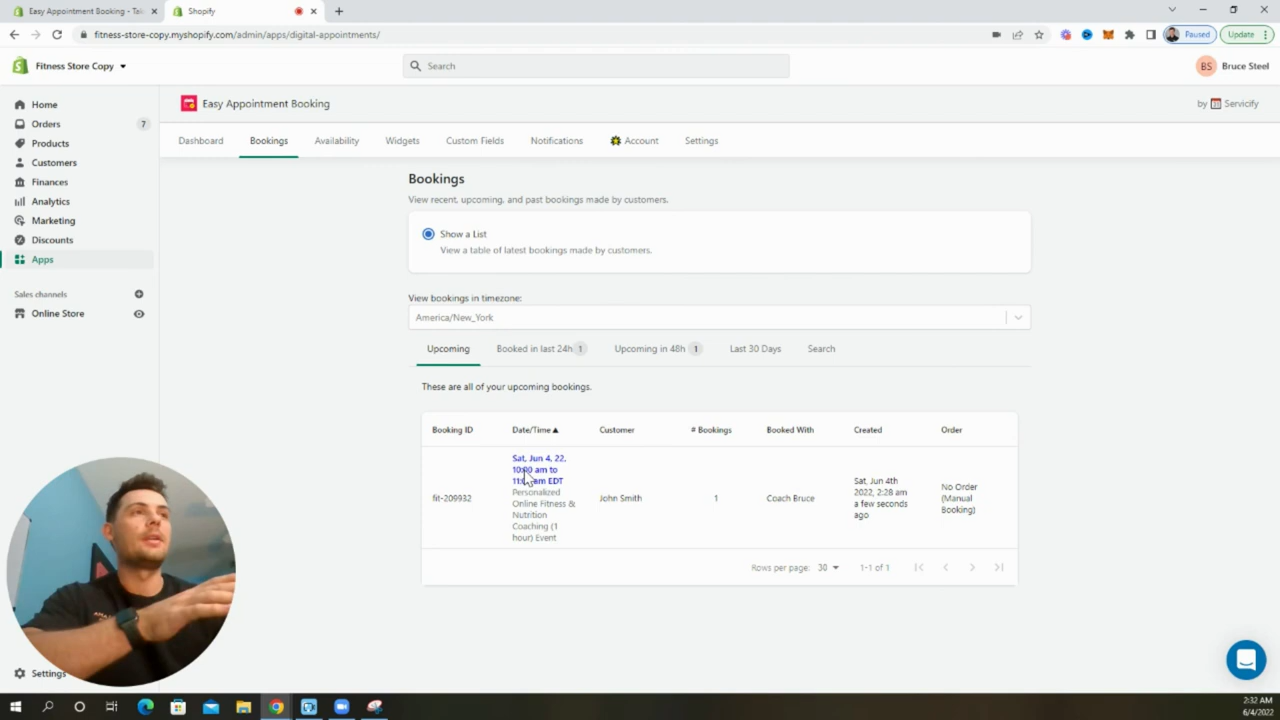 Easy Appointment Booking - Tak
Shopify
fitness-store-copy.myshopify.com/admin/apps/digital-appointments/
Paused
Update
Fitness Store Copy
Search
BS
Bruce Steel
Home
Orders
7
Products
Customers
Finances
Analytics
Marketing
Discounts
Apps
Sales channels
Online Store
Settings
Easy Appointment Booking
by Servicify
Dashboard
Bookings
Availability
Widgets
Custom Fields
Notifications
Account
Settings
Bookings
View recent, upcoming, and past bookings made by customers.
Show a List
View a table of latest bookings made by customers.
View bookings in timezone:
America/New_York
Upcoming
Booked in last 24h 1
Upcoming in 48h 1
Last 30 Days
Search
These are all of your upcoming bookings.
Booking ID
Date/Time▲
Customer
# Bookings
Booked With
Created
Order
fit-209932
Sat, Jun 4, 22,
10:00 am to
am EDT
Personalized
Online Fitness &
Nutrition
Coaching (1
hour) Event
John Smith
1
Coach Bruce
Sat, Jun 4th
2022, 2:28 am
a few seconds
ago
No Order
(Manual
Booking)
Rows per page: 30
1-1 of 1
2:32 AM
6/4/2022